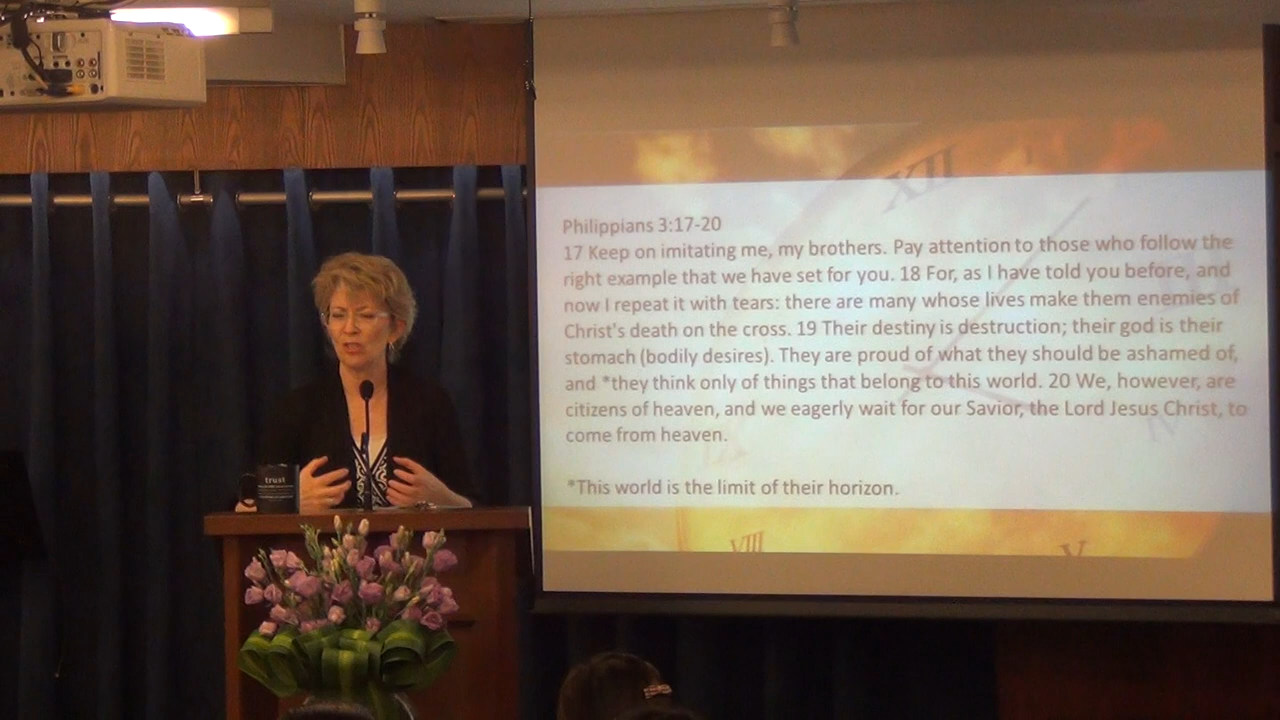 XII
Philippians 3:17-20
17 Keep on imitating me, my brothers. Pay attention to those who follow the
right example that we have set for you. 18 For, as I have told you before, and
now I repeat it with tears: there are many whose lives make them enemies of
Christ's death on the cross. 19 Their destiny is destruction; their god is their
stomach (bodily desires). They are proud of what they should be ashamed of,
and *they think only of things that belong to this world. 20 We, however, are
citizens of heaven, and we eagerly wait for our Savior, the Lord Jesus Christ, to
come from heaven.
*This world is the limit of their horizon.
VIII
V
trust